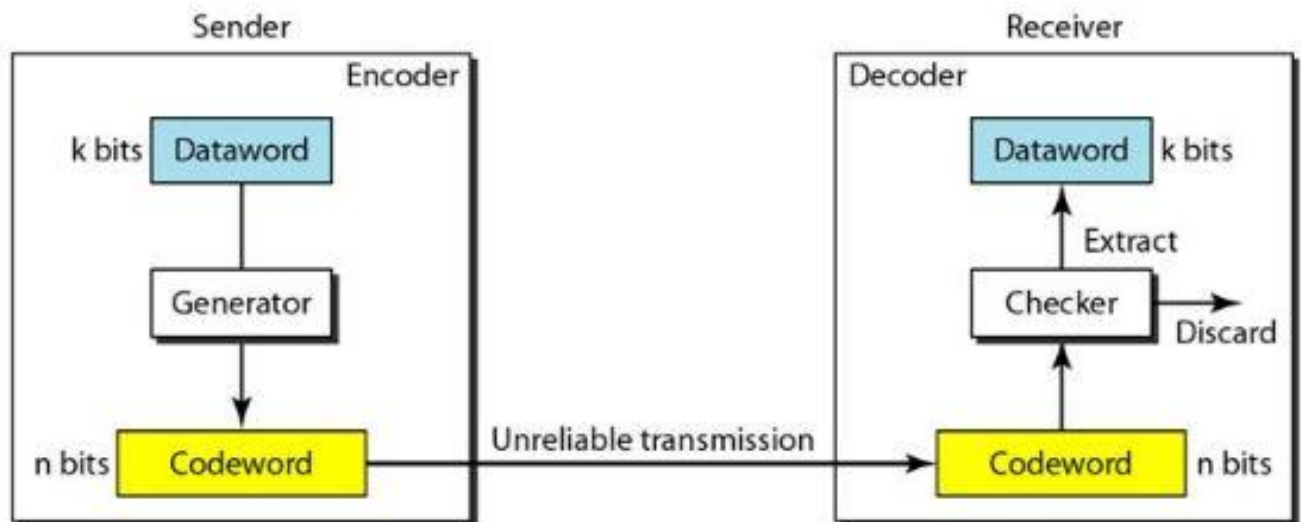 Sender
Encoder
k bits
Dataword
Generator
n bits
Codeword
Unreliable transmission
Receiver
Decoder
Dataword
k bits
Extract
Checker
Discard
Codeword
n bits